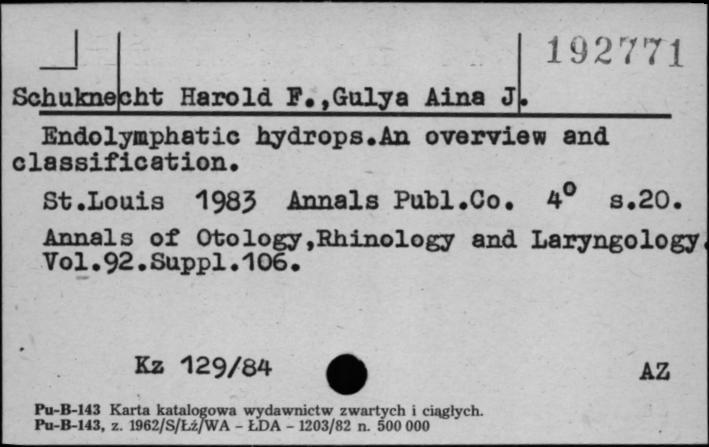 192771
Schuknecht Harold F.,Gulya Aina J.
Endolymphatic hydrops.An overview and
classification.
St.Louis 1983 Annals Publ.Co. 4° s.20.
Annals of Otology,Rhinology and Laryngology.
Vol.92.Suppl.106.
Kz 129/84 AZ
Pu-B-143 Karta katalogowa wydawnictw zwartych i ciągłych.
Pu-B-143, z. 1962/S/Łż/WA - ŁDA - 1203/82 n. 500 000